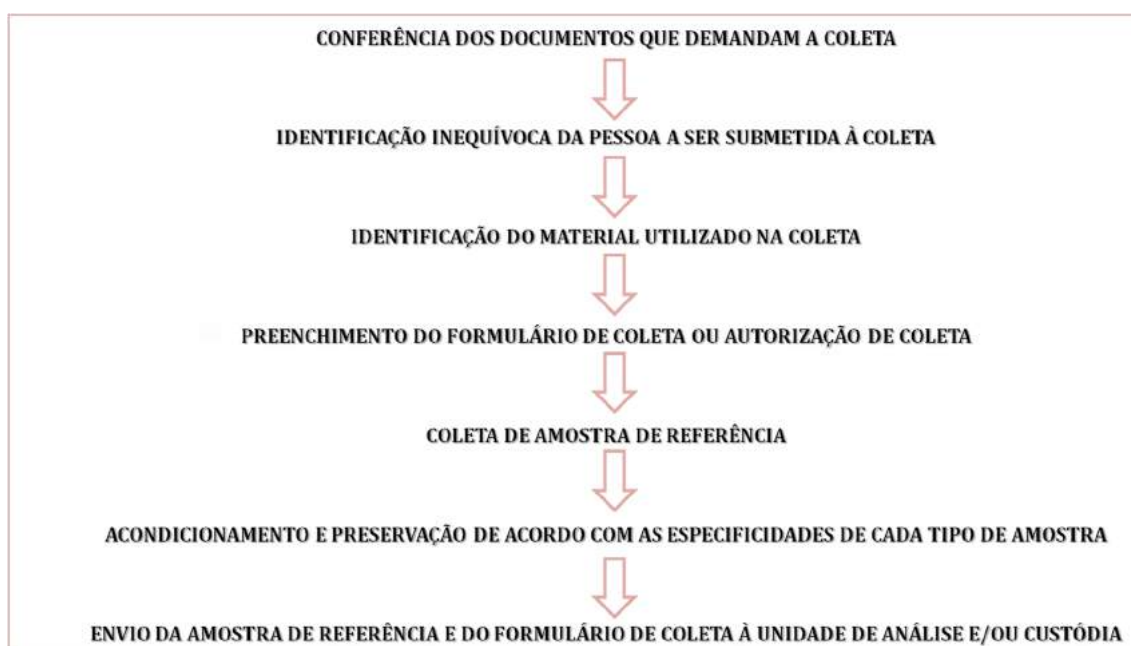 CONFERÊNCIA DOS DOCUMENTOS QUE DEMANDAM A COLETA
IDENTIFICAÇÃO INEQUÍVOCA DA PESSOA A SER SUBMETIDA À COLETA
IDENTIFICAÇÃO DO MATERIAL UTILIZADO NA COLETA
PREENCHIMENTO DO FORMULÁRIO DE COLETA OU AUTORIZAÇÃO DE COLETA
COLETA DE AMOSTRA DE REFERÊNCIA
ACONDICIONAMENTO E PRESERVAÇÃO DE ACORDO COM AS ESPECIFICIDADES DE CADA TIPO DE AMOSTRA
ENVIO DA AMOSTRA DE REFERÊNCIA E DO FORMULÁRIO DE COLETA À UNIDADE DE ANÁLISE E/OU CUSTÓDIA